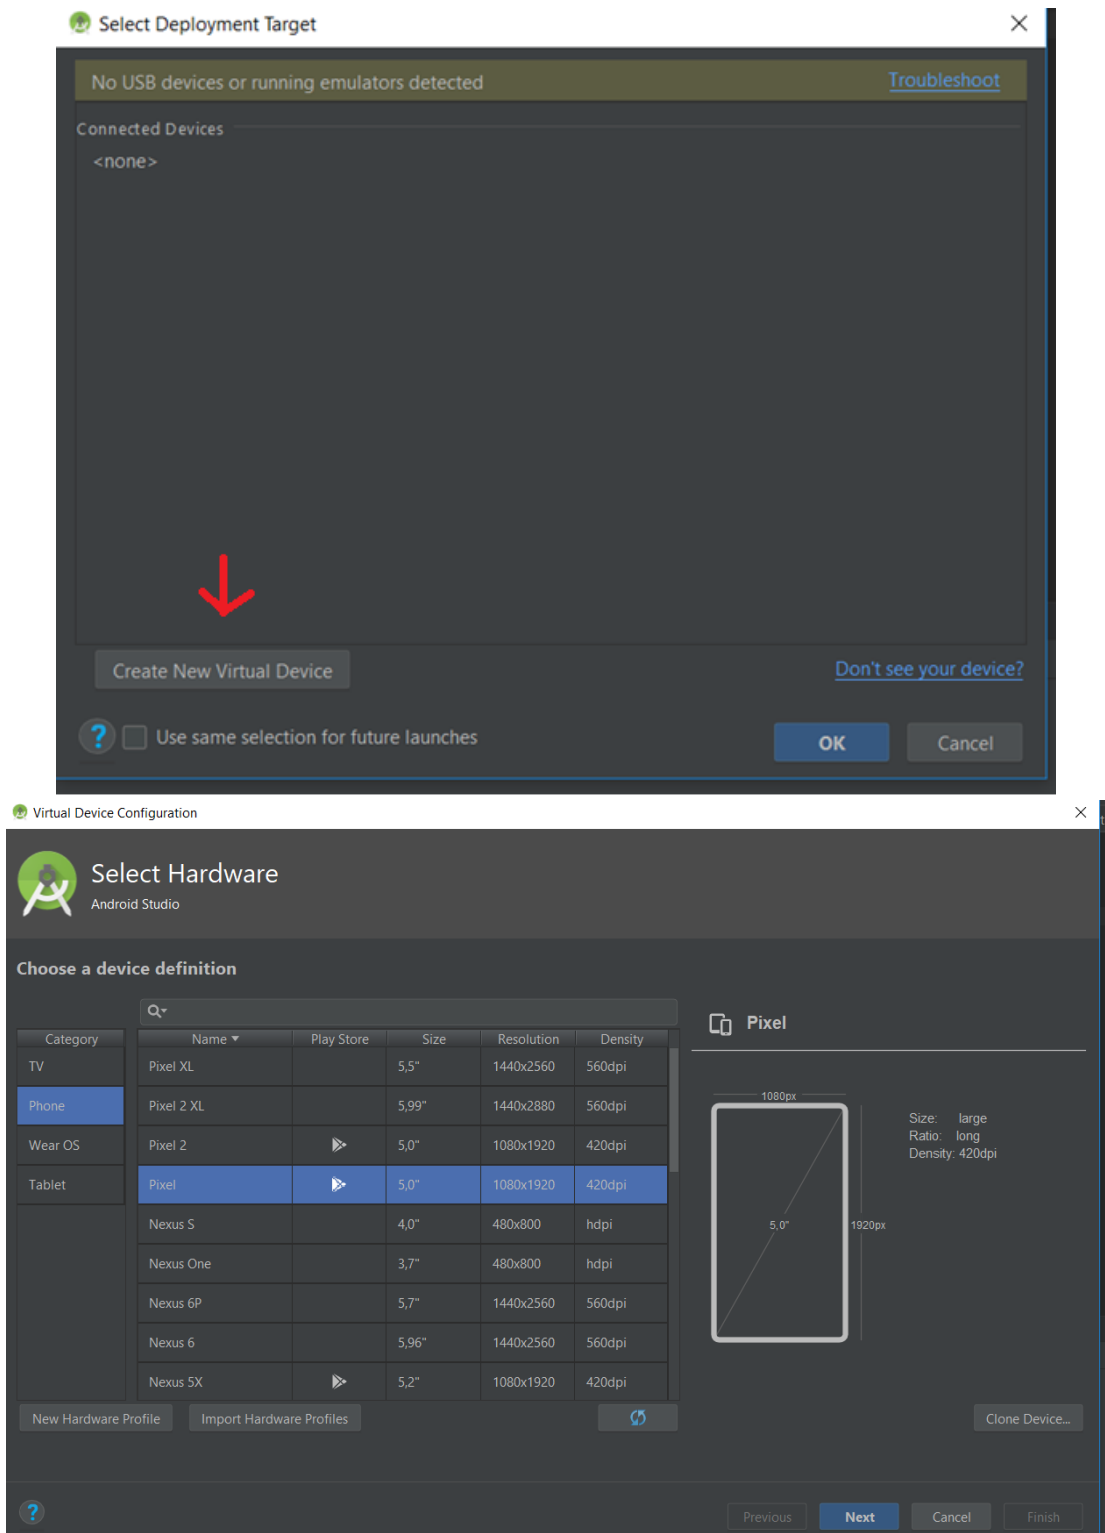 Select Deployment Target
No USB devices or running emulators detected Troubleshoot
Connected Devices
<none>
Create New Virtual Device Don't see your device?
? Use same selection for future launches OK Cancel
Virtual Device Configuration
Select Hardware
Android Studio
Choose a device definition
Category Name Play Store Size Resolution Density
TV Pixel XL 5,5" 1440x2560 560dpi
Phone Pixel 2 XL 5,99" 1440x2880 560dpi
Wear OS Pixel 2 5,0" 1080x1920 420dpi
Tablet Pixel 5,0" 1080x1920 420dpi
Nexus S 4,0" 480x800 hdpi
Nexus One 3,7" 480x800 hdpi
Nexus 6P 5,7" 1440x2560 560dpi
Nexus 6 5,96" 1440x2560 560dpi
Nexus 5X 5,2" 1080x1920 420dpi
Pixel
1080px
Size: large
Ratio: long
Density: 420dpi
5,0" 1920px
New Hardware Profile Import Hardware Profiles Clone Device...
? Previous Next Cancel Finish